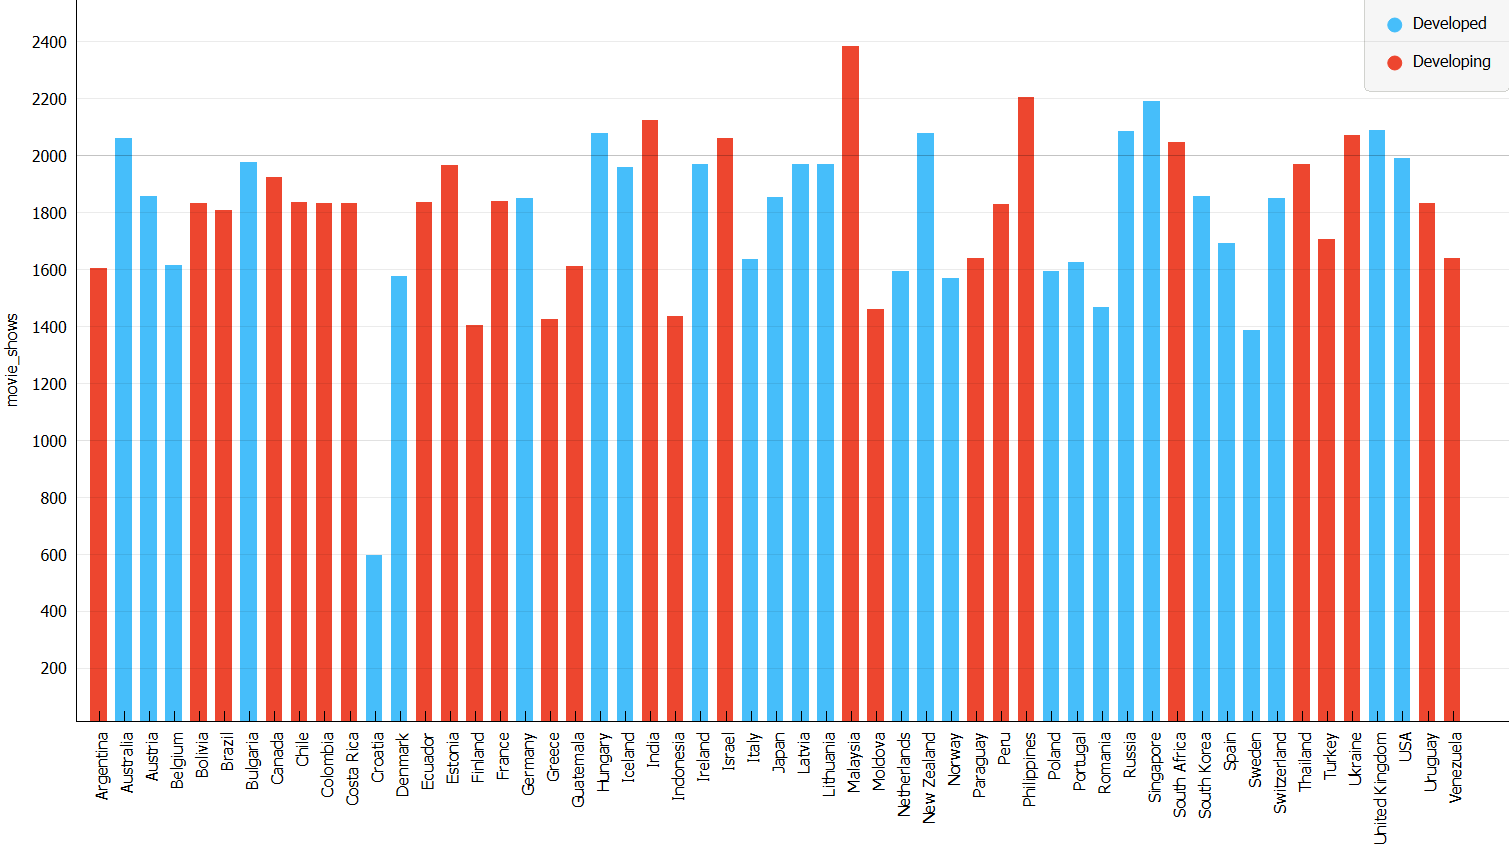 Developed
Developing
2400
2200
2000
1800
1600
1400
1200
1000
800
600
400
200
movie_shows
Argentina
Australia
Austria
Belgium
Bolivia
Brazil
Bulgaria
Canada
Chile
Colombia
Costa Rica
Croatia
Denmark
Ecuador
Estonia
Finland
France
Germany
Greece
Guatemala
Hungary
Iceland
India
Indonesia
Ireland
Israel
Italy
Japan
Latvia
Lithuania
Malaysia
Moldova
Netherlands
New Zealand
Norway
Paraguay
Peru
Philippines
Poland
Portugal
Romania
Russia
Singapore
South Africa
South Korea
Spain
Sweden
Switzerland
Thailand
Turkey
Ukraine
United Kingdom
USA
Uruguay
Venezuela